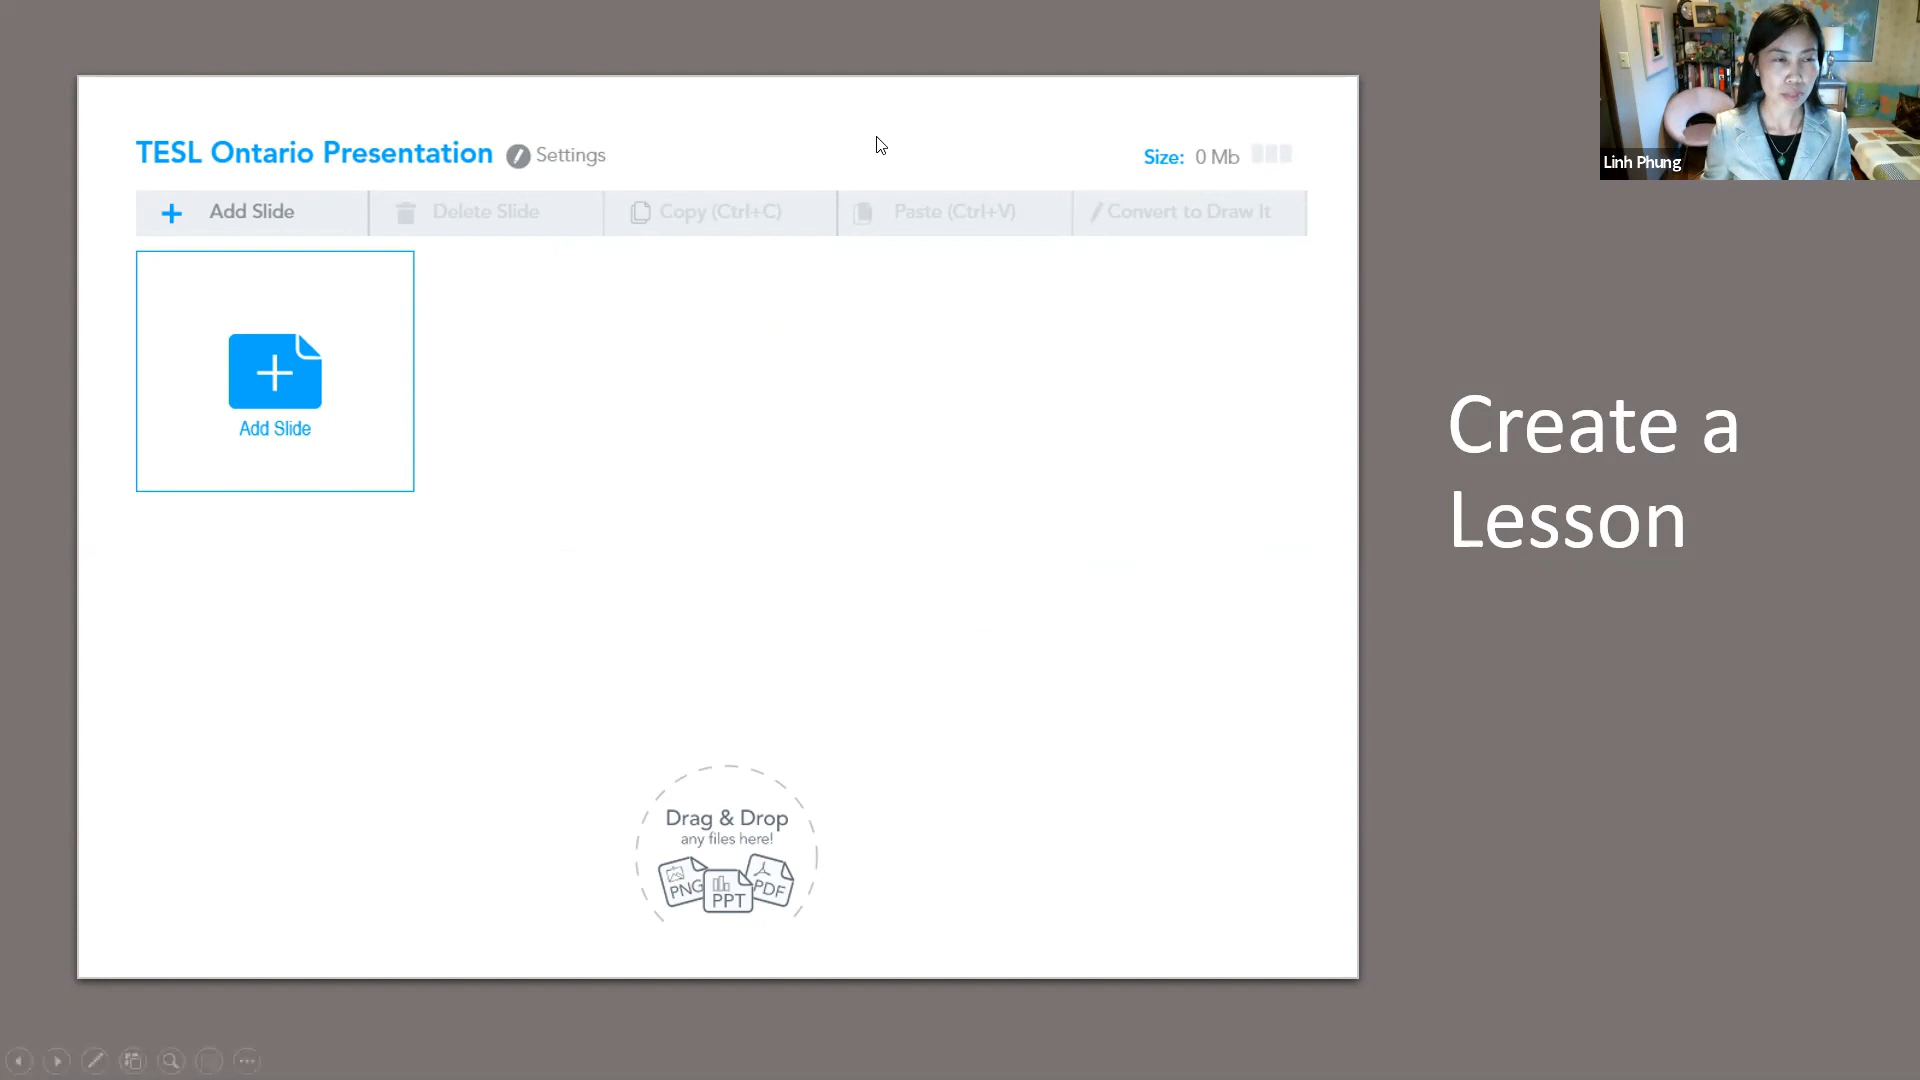 TESL Ontario Presentation Settings Size: 0 Mb
Add Slide Delete Slide Copy (Ctrl+C) Paste (Ctrl+V) Convert to Draw It
Add Slide
Drag & Drop
any files here!
PNG PPT PDF
Create a
Lesson
Linh Phung